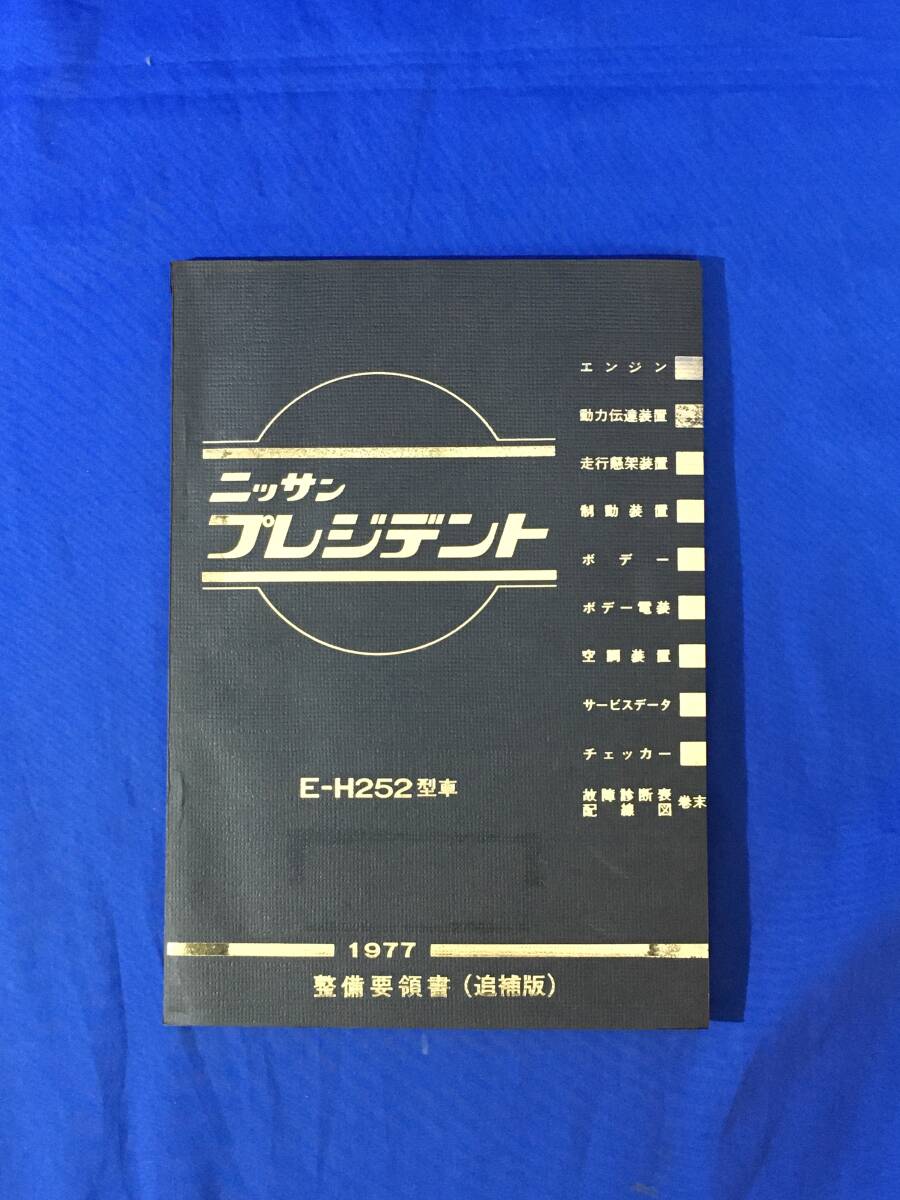 ニッサン
プレジデント
E-H252型車
1977
整備要領書(追補版)
エンジン
動力伝達装置
走行懸架装置
制動装置
ボデー
ボデー電装
空調装置
サービスデータ
チェッカー
故障診断表
配線図
巻末